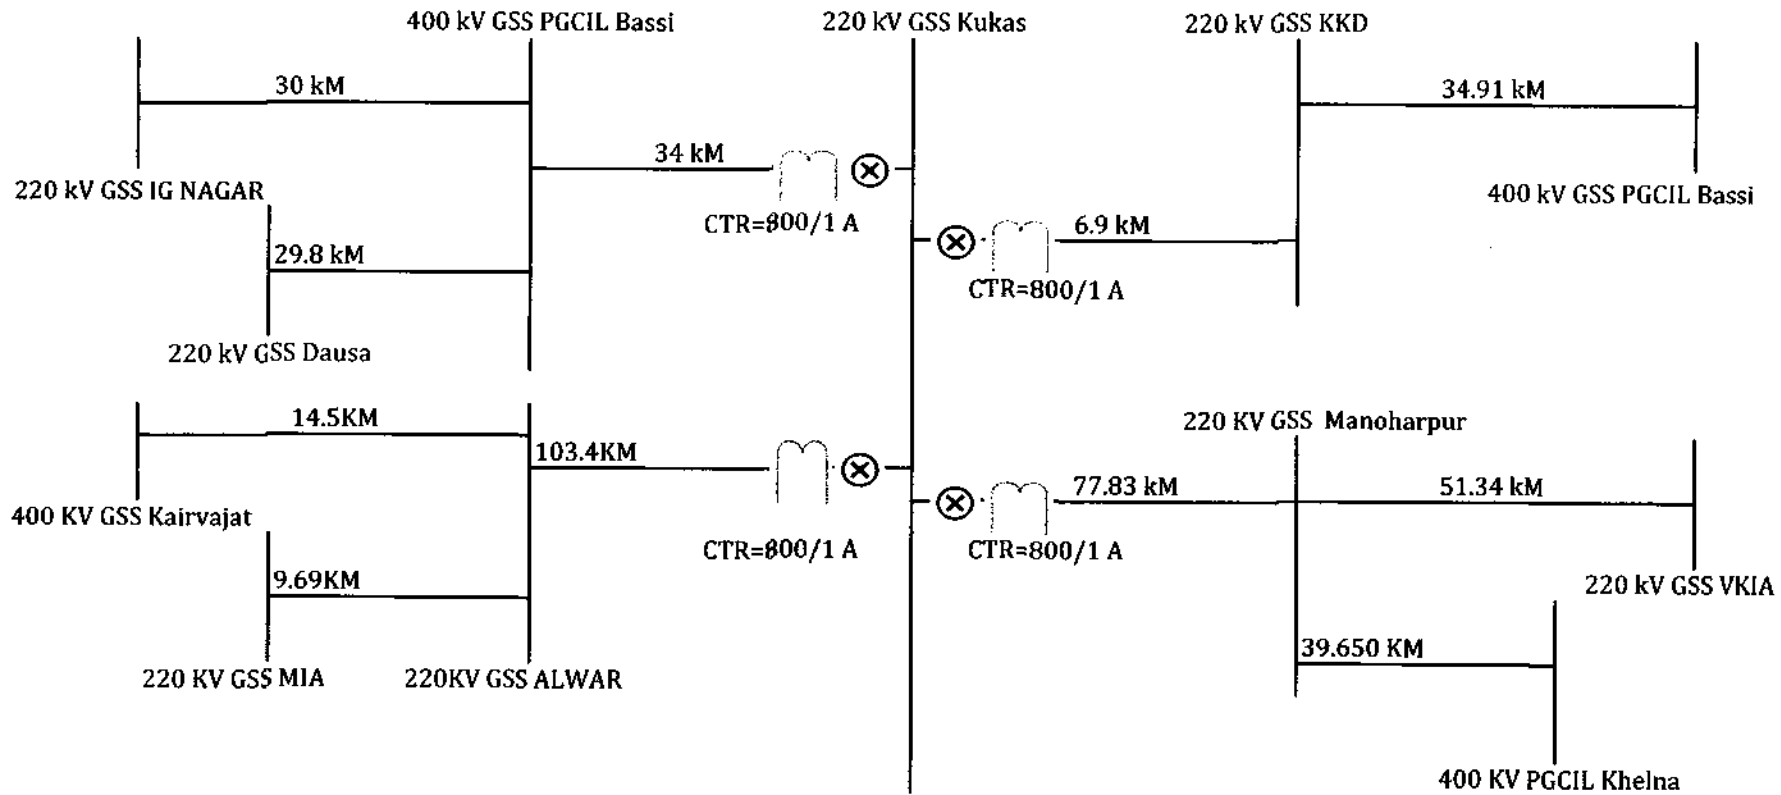 400 kV GSS PGCIL Bassi
220 kV GSS Kukas
220 kV GSS KKD
30 kM
34.91 kM
34 kM
220 kV GSS IG NAGAR
400 kV GSS PGCIL Bassi
CTR=800/1 A
6.9 kM
29.8 kM
CTR=800/1 A
220 kV GSS Dausa
14.5KM
220 KV GSS Manoharpur
103.4KM
77.83 kM
51.34 kM
400 KV GSS Kairvajat
CTR=800/1 A
CTR=800/1 A
9.69KM
220 kV GSS VKIA
39.650 KM
220 KV GSS MIA
220KV GSS ALWAR
400 KV PGCIL Khelna